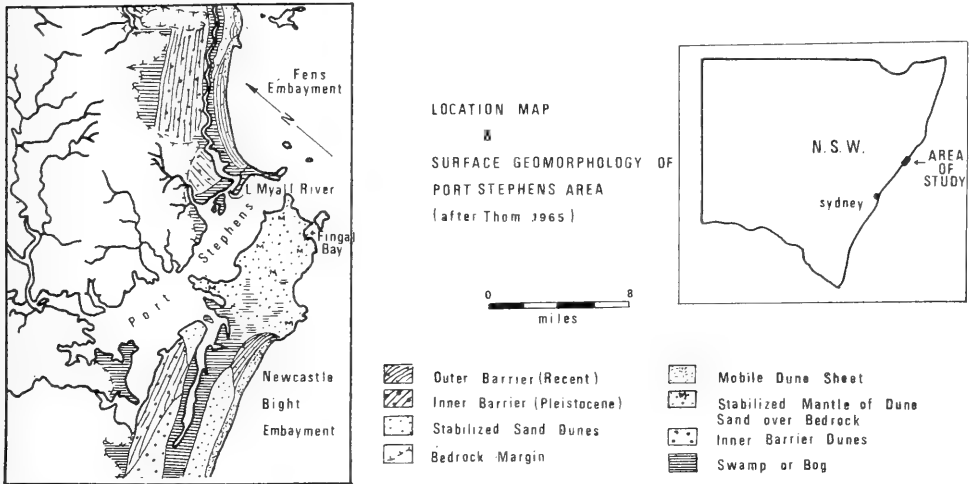 Fens
Embayment
N
L Myall River
Fingal
Bay
Port Stephens
Newcastle
Bight
Embayment
LOCATION MAP
&
SURFACE GEOMORPHOLOGY OF
PORT STEPHENS AREA
(after Thom 1965)
0 8
miles
N.S.W.
AREA
OF
STUDY
sydney
Outer Barrier (Recent)
Inner Barrier (Pleistocene)
Stabilized Sand Dunes
Bedrock Margin
Mobile Dune Sheet
Stabilized Mantle of Dune
Sand over Bedrock
Inner Barrier Dunes
Swamp or Bog